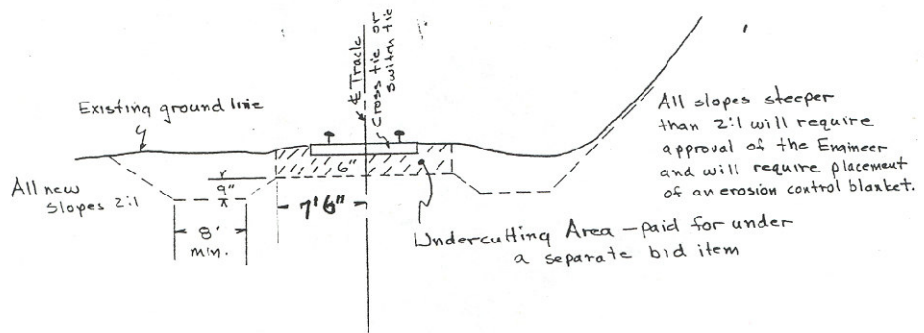 ℄ Track
Cross tie or
Switch tie
Existing ground line
All slopes steeper
than 2:1 will require
approval of the Engineer
and will require placement
of an erosion control blanket.
All new
Slopes 2:1
6"
9"
7'6"
8'
min.
Undercutting Area - paid for under
a separate bid item